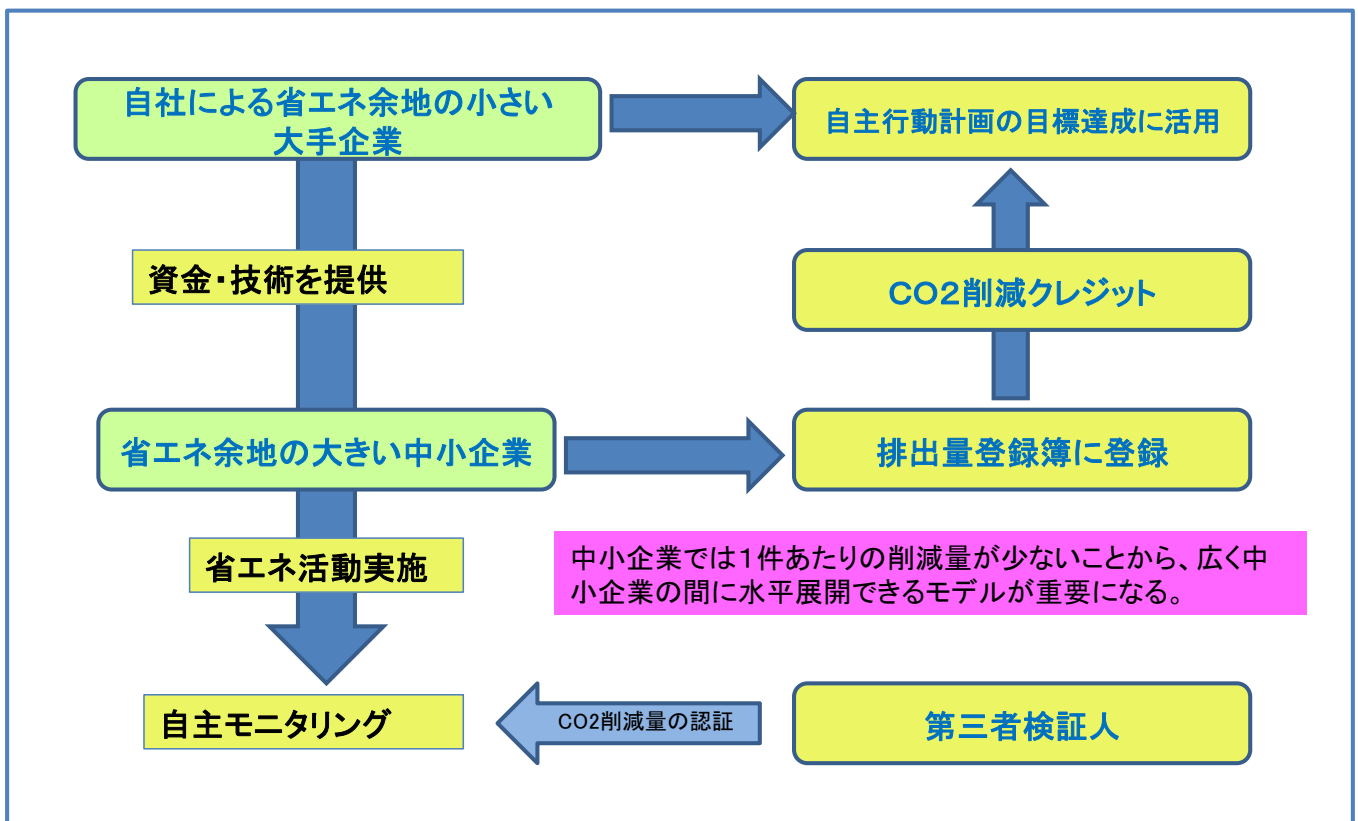 自社による省エネ余地の小さい
大手企業
自主行動計画の目標達成に活用
資金・技術を提供
CO2削減クレジット
省エネ余地の大きい中小企業
排出量登録簿に登録
省エネ活動実施
中小企業では1件あたりの削減量が少ないことから、広く中
小企業の間に水平展開できるモデルが重要になる。
自主モニタリング
CO2削減量の認証
第三者検証人